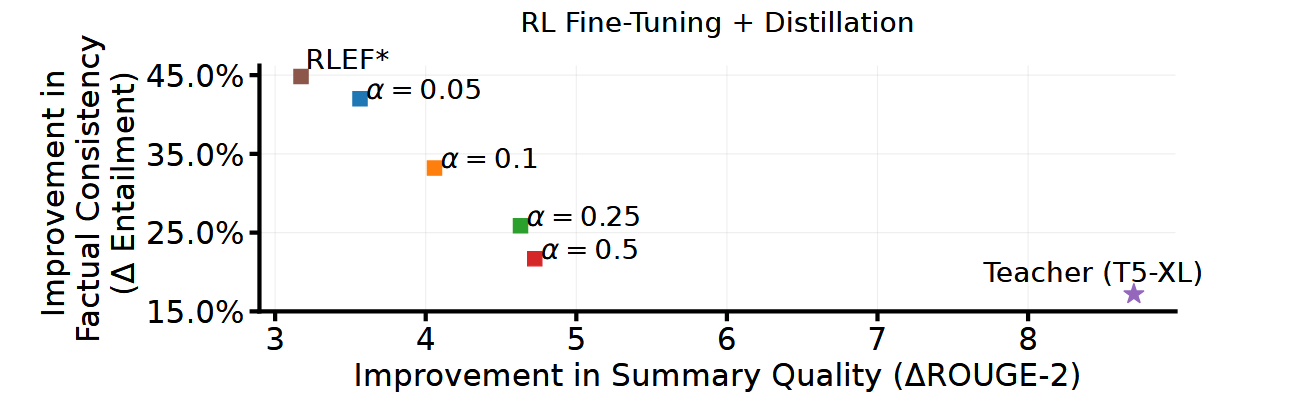 RL Fine-Tuning + Distillation
Improvement in
Factual Consistency
(Δ Entailment)
45.0%
35.0%
25.0%
15.0%
RLEF*
α = 0.05
α = 0.1
α = 0.25
α = 0.5
Teacher (T5-XL)
3 4 5 6 7 8
Improvement in Summary Quality (ΔROUGE-2)